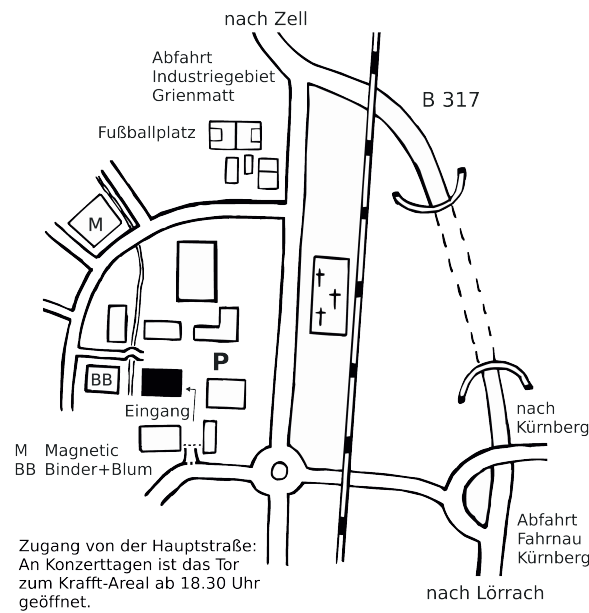 nach Zell
Abfahrt
Industriegebiet
Grienmatt
B 317
Fußballplatz
M
P
BB
Eingang
nach
Kürnberg
M Magnetic
BB Binder+Blum
Abfahrt
Fahrnau
Kürnberg
Zugang von der Hauptstraße:
An Konzerttagen ist das Tor
zum Krafft-Areal ab 18.30 Uhr
geöffnet.
nach Lörrach